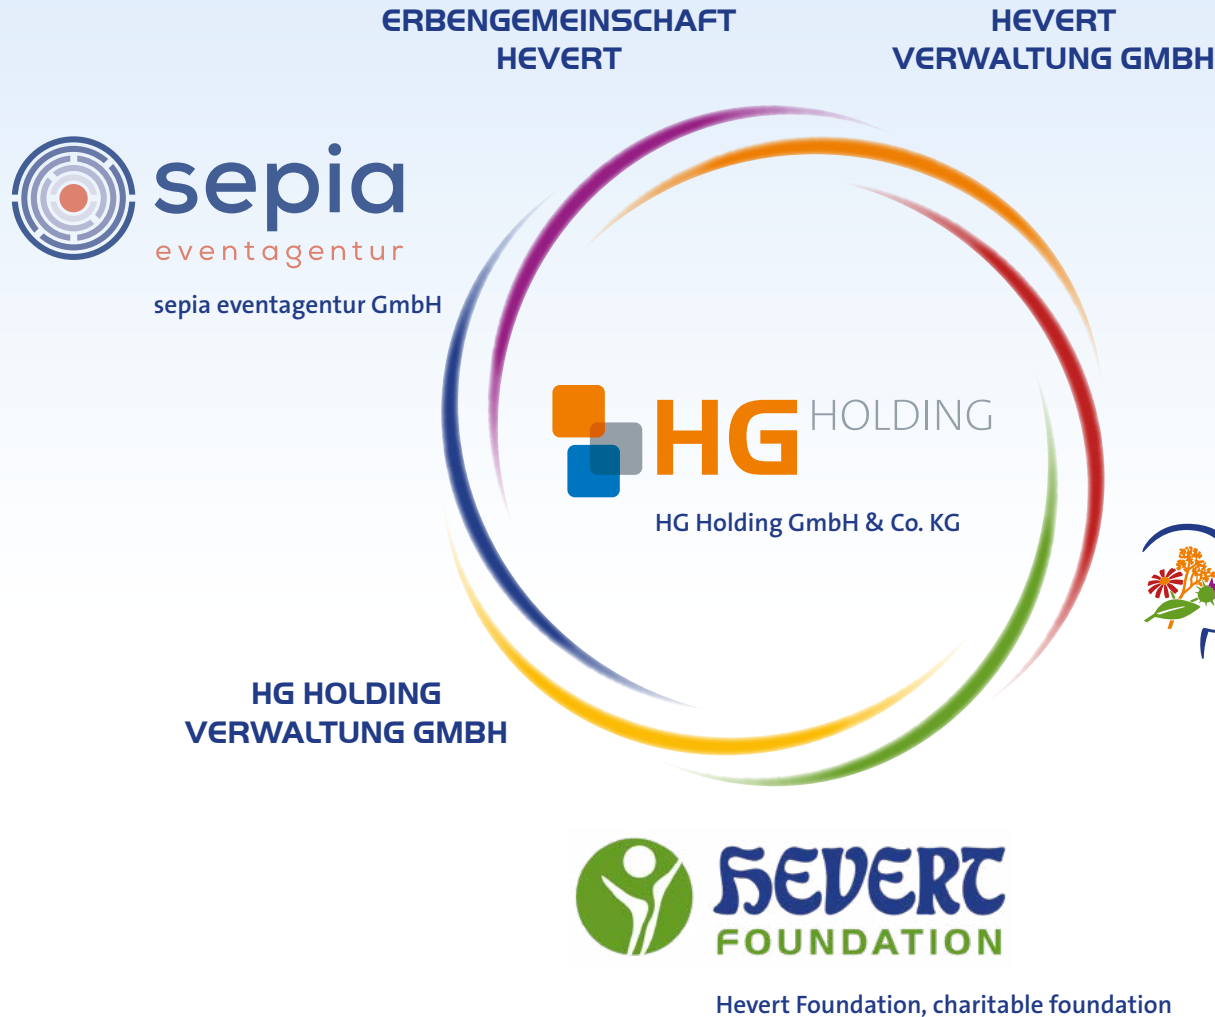 ERBENGEMEINSCHAFT
HEVERT
HEVERT
VERWALTUNG GMBH
sepia
eventagentur
sepia eventagentur GmbH
HG HOLDING
HG Holding GmbH & Co. KG
HG HOLDING
VERWALTUNG GMBH
HEVERT
FOUNDATION
Hevert Foundation, charitable foundation